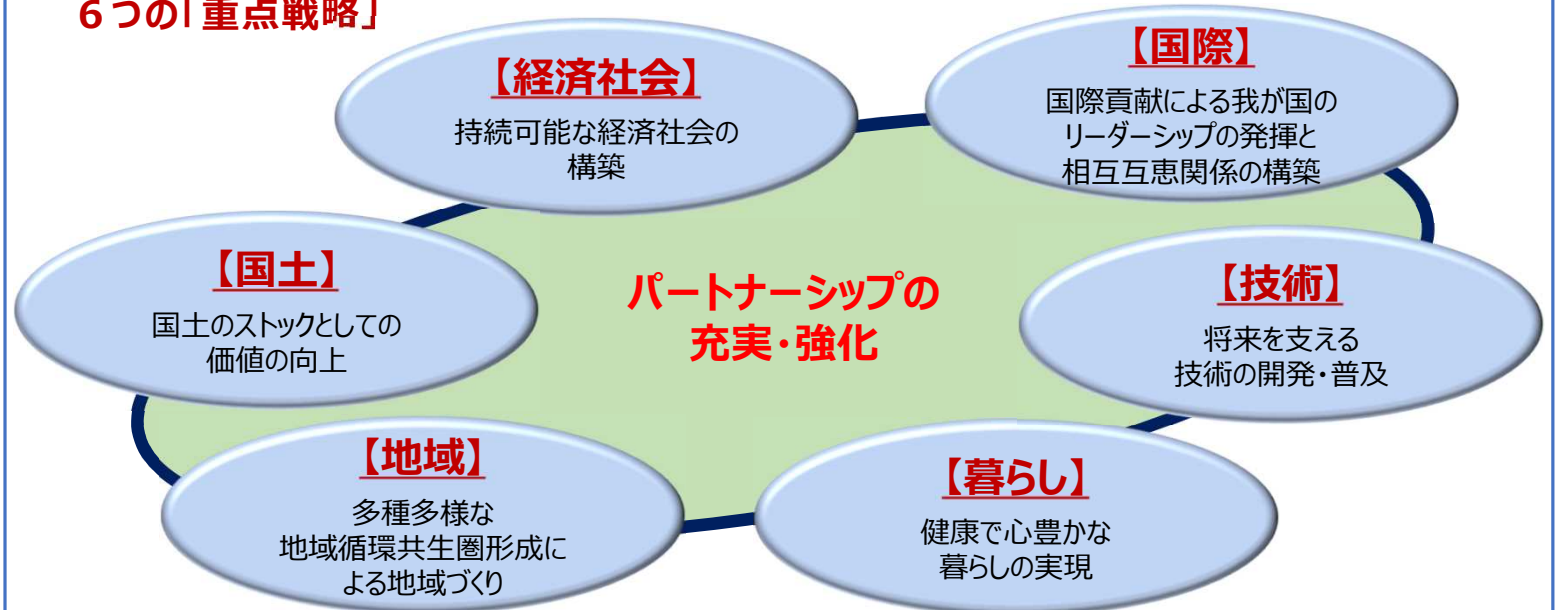 ６つの「重点戦略」
【経済社会】
持続可能な経済社会の
構築
【国際】
国際貢献による我が国の
リーダーシップの発揮と
相互互恵関係の構築
【国土】
国土のストックとしての
価値の向上
パートナーシップの
充実・強化
【技術】
将来を支える
技術の開発・普及
【地域】
多種多様な
地域循環共生圏形成に
よる地域づくり
【暮らし】
健康で心豊かな
暮らしの実現